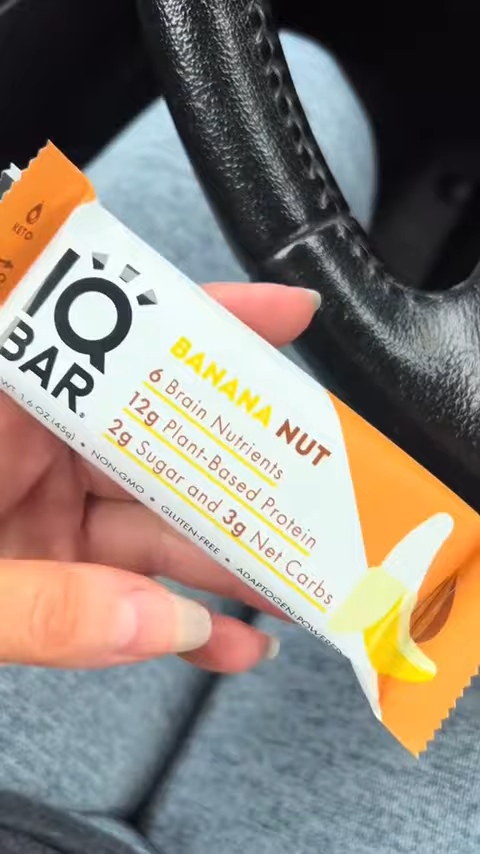 KETO
IQ
BAR®
BANANA NUT
6 Brain Nutrients
12g Plant-Based Protein
2g Sugar and 3g Net Carbs
WT. 1.6 OZ (45g) • NON-GMO • GLUTEN-FREE • ADAPTOGEN-POWERED